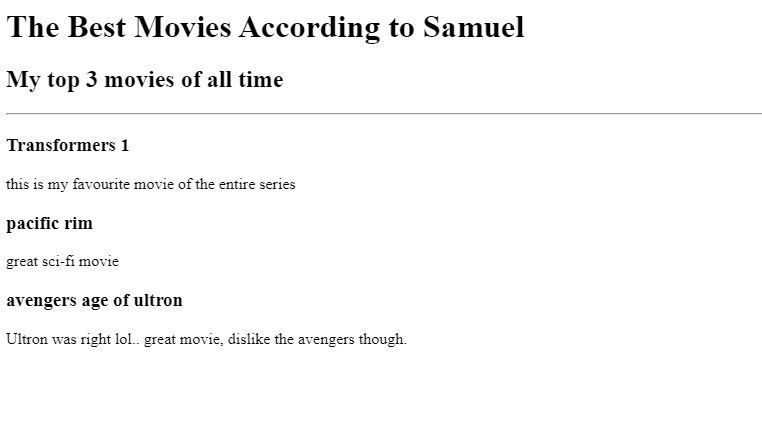 The Best Movies According to Samuel
My top 3 movies of all time
Transformers 1
this is my favourite movie of the entire series
pacific rim
great sci-fi movie
avengers age of ultron
Ultron was right lol.. great movie, dislike the avengers though.